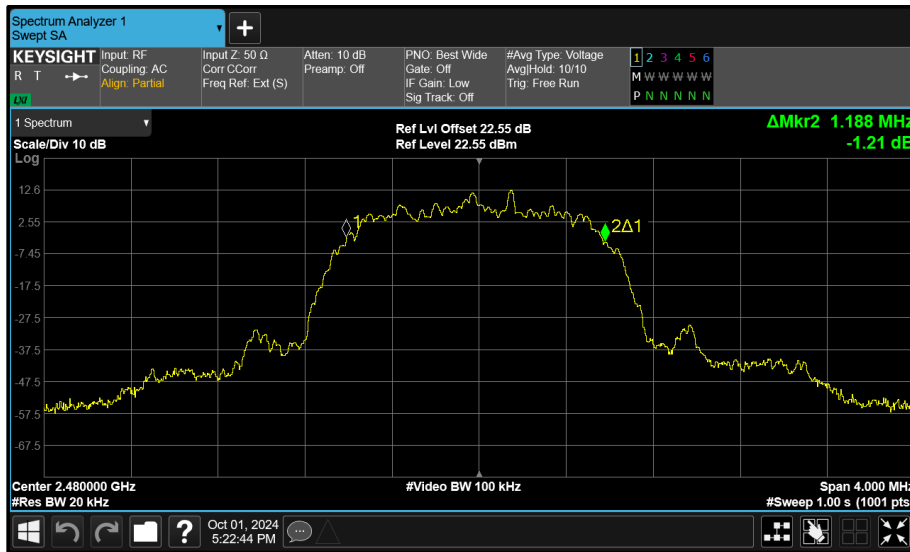 Spectrum Analyzer 1
Swept SA
+
KEYSIGHT
R T
LXI
Input: RF
Coupling: AC
Align: Partial
Input Z: 50 Ω
Corr CCorr
Freq Ref: Ext (S)
Atten: 10 dB
Preamp: Off
PNO: Best Wide
Gate: Off
IF Gain: Low
Sig Track: Off
#Avg Type: Voltage
Avg|Hold: 10/10
Trig: Free Run
1 2 3 4 5 6
M W W W W W
P N N N N N
1 Spectrum
Scale/Div 10 dB
Log
Ref Lvl Offset 22.55 dB
Ref Level 22.55 dBm
ΔMkr2 1.188 MHz
-1.21 dB
12.6
2.55
-7.45
-17.5
-27.5
-37.5
-47.5
-57.5
-67.5
1
2Δ1
Center 2.480000 GHz
#Res BW 20 kHz
#Video BW 100 kHz
Span 4.000 MHz
#Sweep 1.00 s (1001 pts
?
Oct 01, 2024
5:22:44 PM